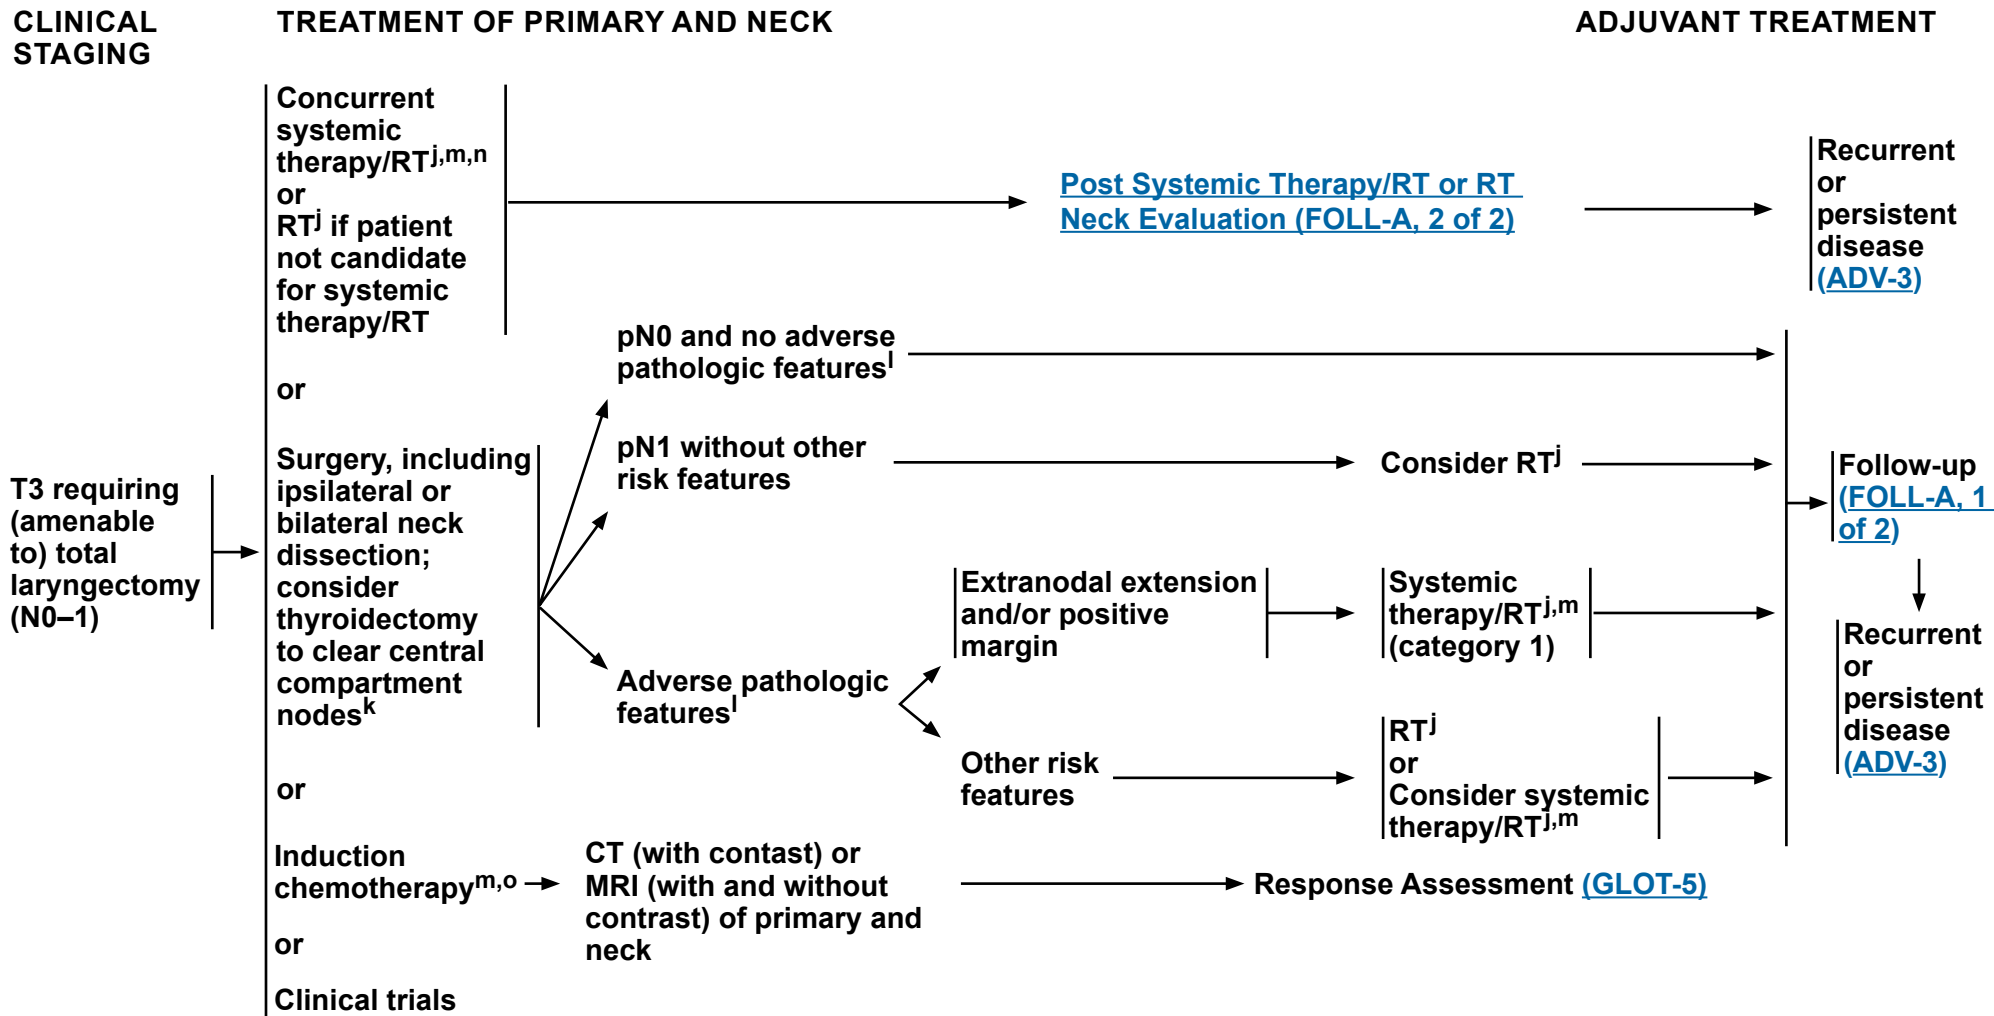 CLINICAL
STAGING
TREATMENT OF PRIMARY AND NECK
ADJUVANT TREATMENT
T3 requiring
(amenable
to) total
laryngectomy
(N0–1)
Concurrent
systemic
therapy/RTj,m,n
or
RTj if patient
not candidate
for systemic
therapy/RT
Post Systemic Therapy/RT or RT
Neck Evaluation (FOLL-A, 2 of 2)
Recurrent
or
persistent
disease
(ADV-3)
or
Surgery, including
ipsilateral or
bilateral neck
dissection;
consider
thyroidectomy
to clear central
compartment
nodesk
pN0 and no adverse
pathologic featuresl
pN1 without other
risk features
Consider RTj
Adverse pathologic
featuresl
Extranodal extension
and/or positive
margin
Systemic
therapy/RTj,m
(category 1)
Other risk
features
RTj
or
Consider systemic
therapy/RTj,m
Follow-up
(FOLL-A, 1
of 2)
Recurrent
or
persistent
disease
(ADV-3)
or
Induction
chemotherapym,o
CT (with contast) or
MRI (with and without
contrast) of primary and
neck
Response Assessment (GLOT-5)
or
Clinical trials